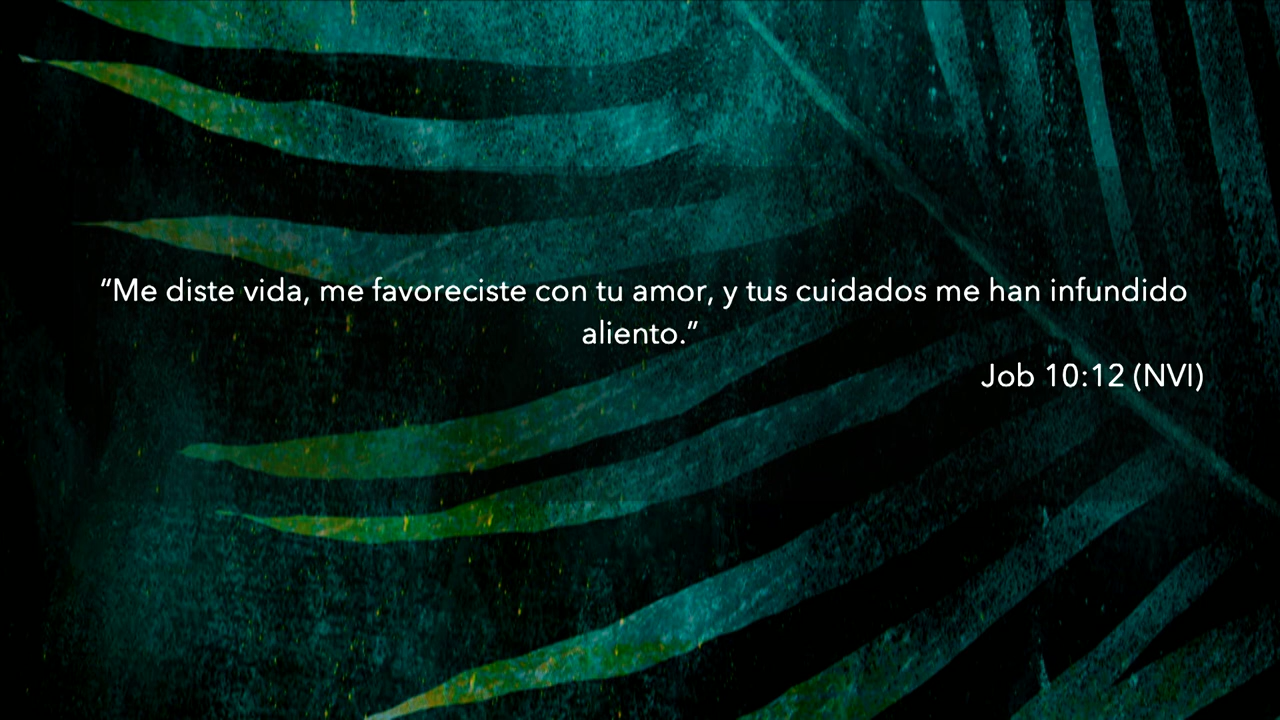 “Me diste vida, me favoreciste con tu amor, y tus cuidados me han infundido
aliento.”
Job 10:12 (NVI)